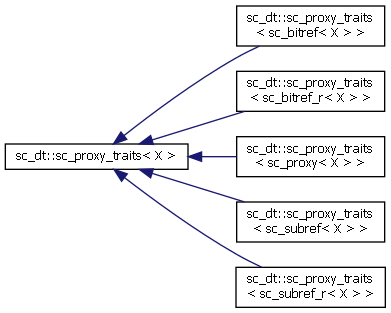 sc_dt::sc_proxy_traits
< sc_bitref< X > >
sc_dt::sc_proxy_traits
< sc_bitref_r< X > >
sc_dt::sc_proxy_traits< X >
sc_dt::sc_proxy_traits
< sc_proxy< X > >
sc_dt::sc_proxy_traits
< sc_subref< X > >
sc_dt::sc_proxy_traits
< sc_subref_r< X > >